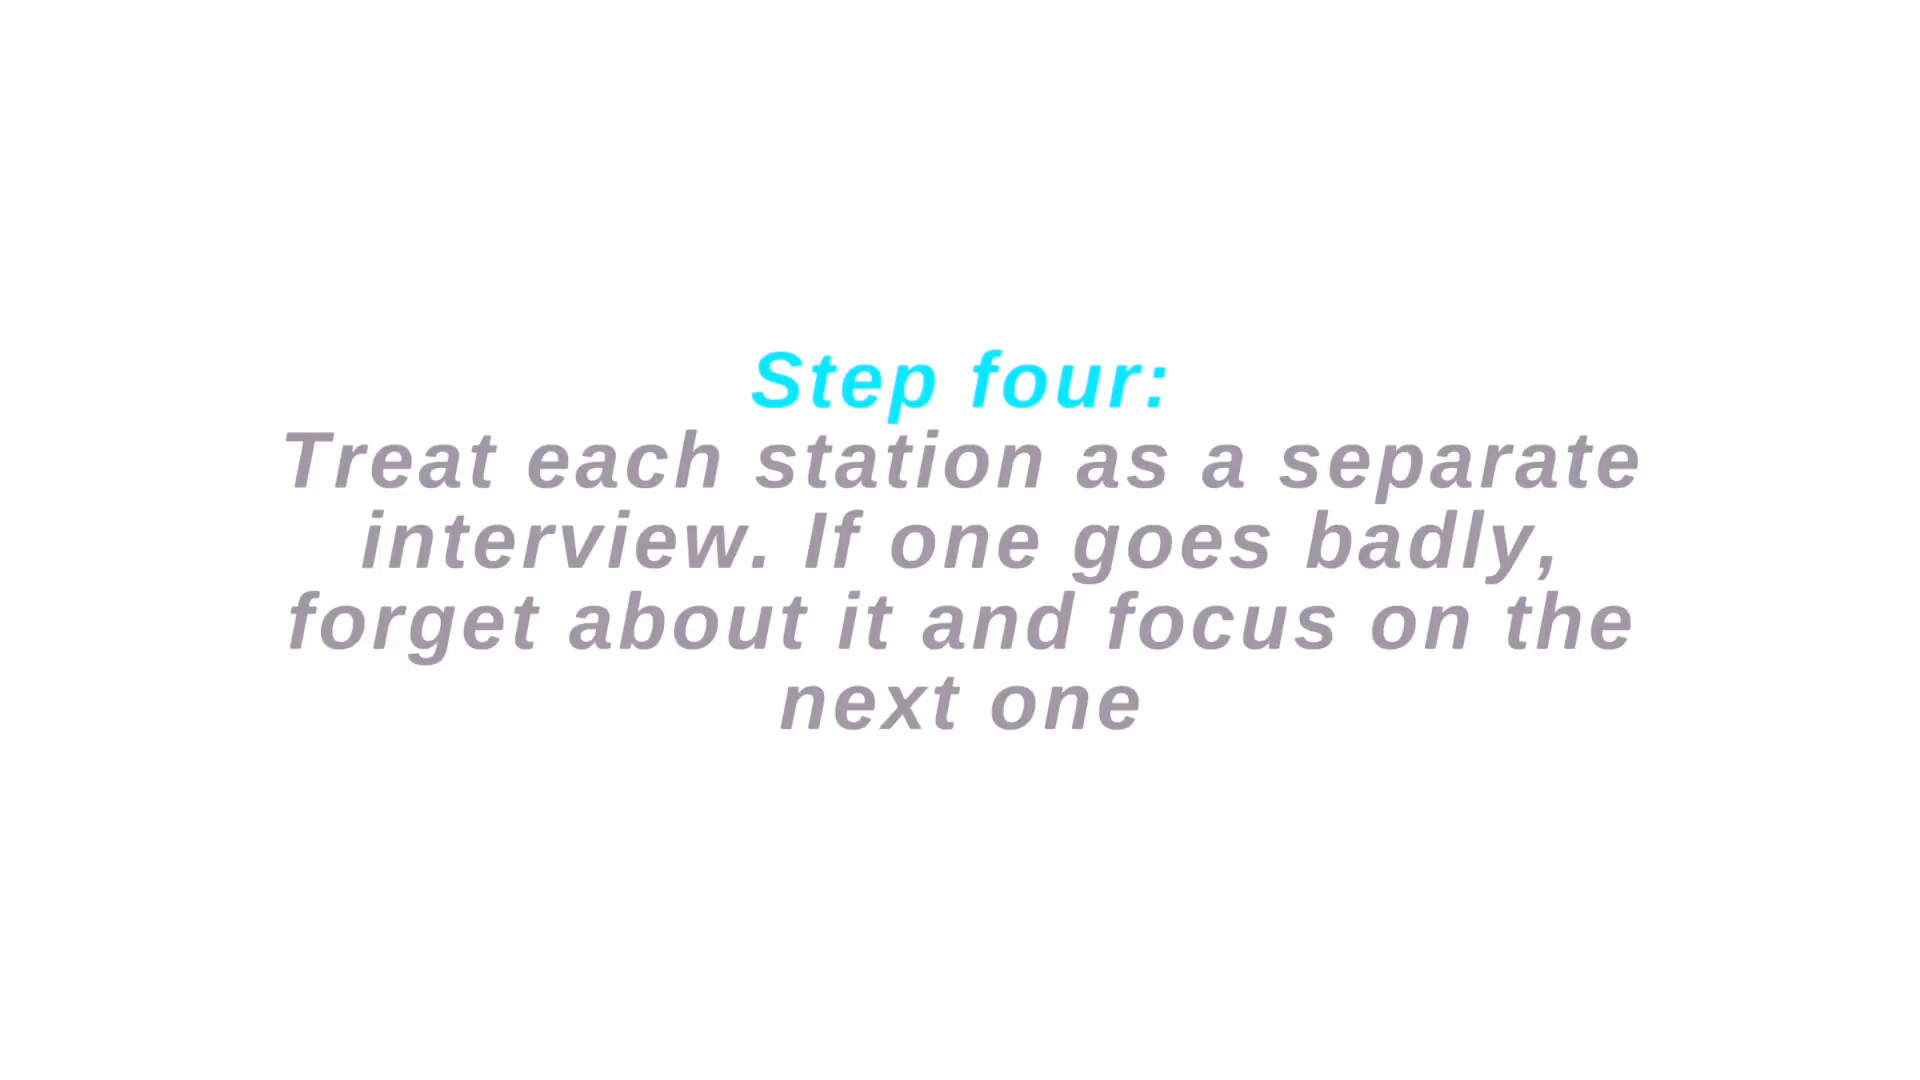 Step four:
Treat each station as a separate
interview. If one goes badly,
forget about it and focus on the
next one